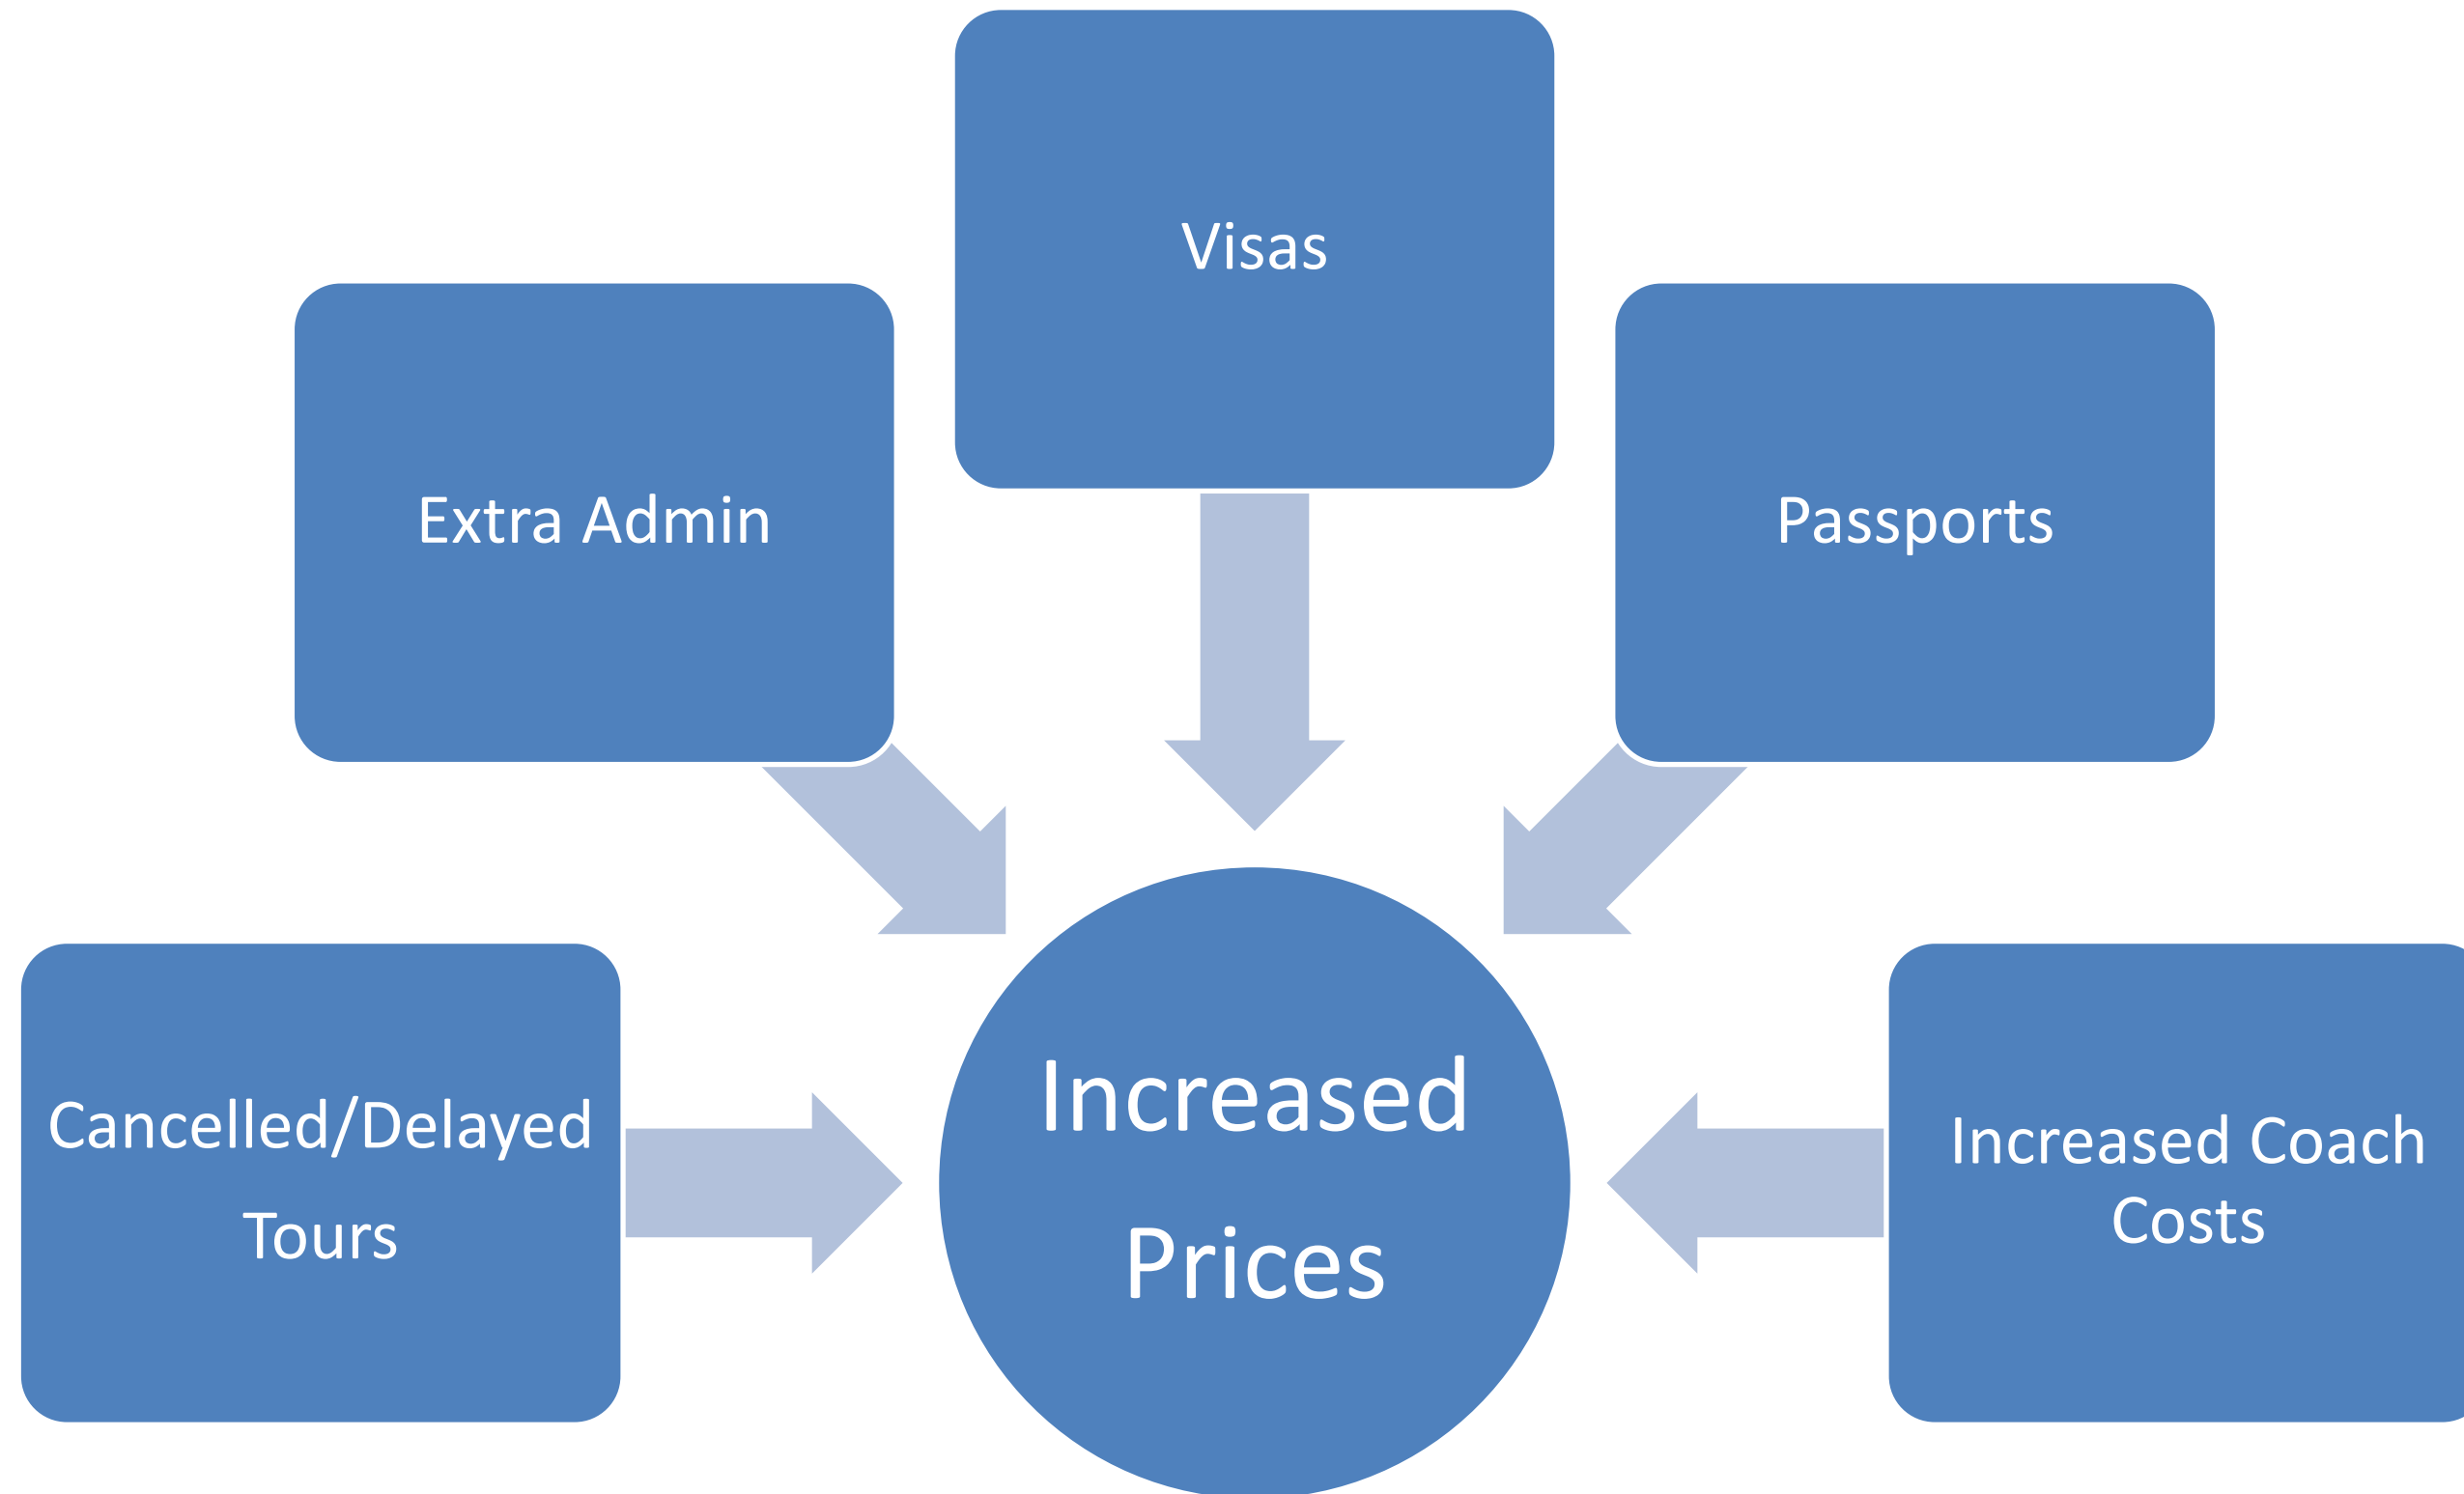 Visas
Extra Admin
Passports
Cancelled/Delayed
Tours
Increased
Prices
Increased Coach
Costs